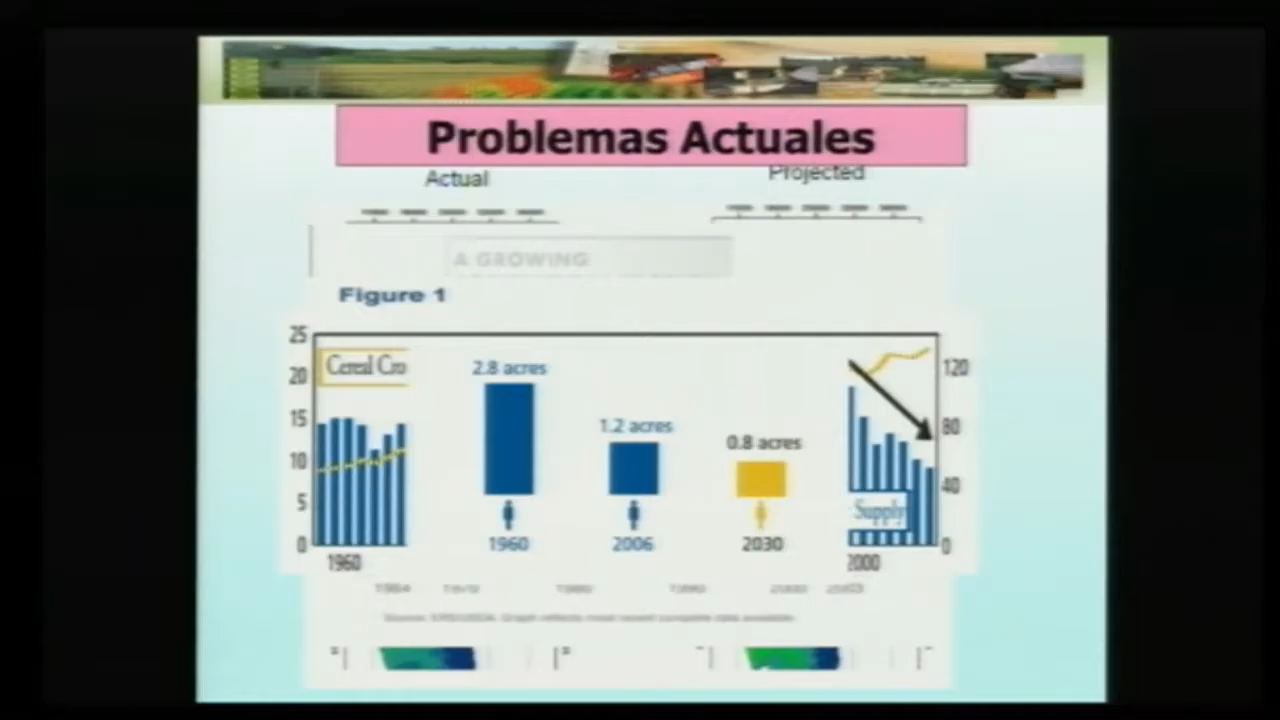 Problemas Actuales
Actual
Projected
A GROWING
Figure 1
25
20
15
10
5
0
Cereal Cro
2.8 acres
1.2 acres
0.8 acres
120
80
40
0
Supply
1960
1960
2006
2030
2000